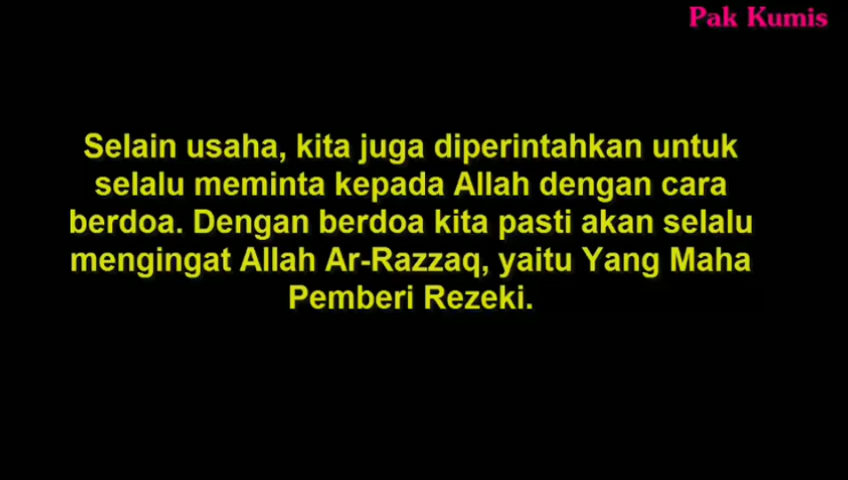 Pak Kumis
Selain usaha, kita juga diperintahkan untuk
selalu meminta kepada Allah dengan cara
berdoa. Dengan berdoa kita pasti akan selalu
mengingat Allah Ar-Razzaq, yaitu Yang Maha
Pemberi Rezeki.